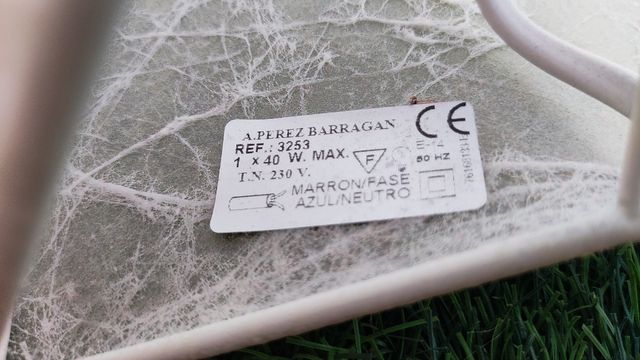 A.PEREZ BARRAGAN
REF.: 3253
1 x 40 W. MAX.
T.N. 230 V.
F
CE
E-14
50 HZ
MARRON/FASE
AZUL/NEUTRO